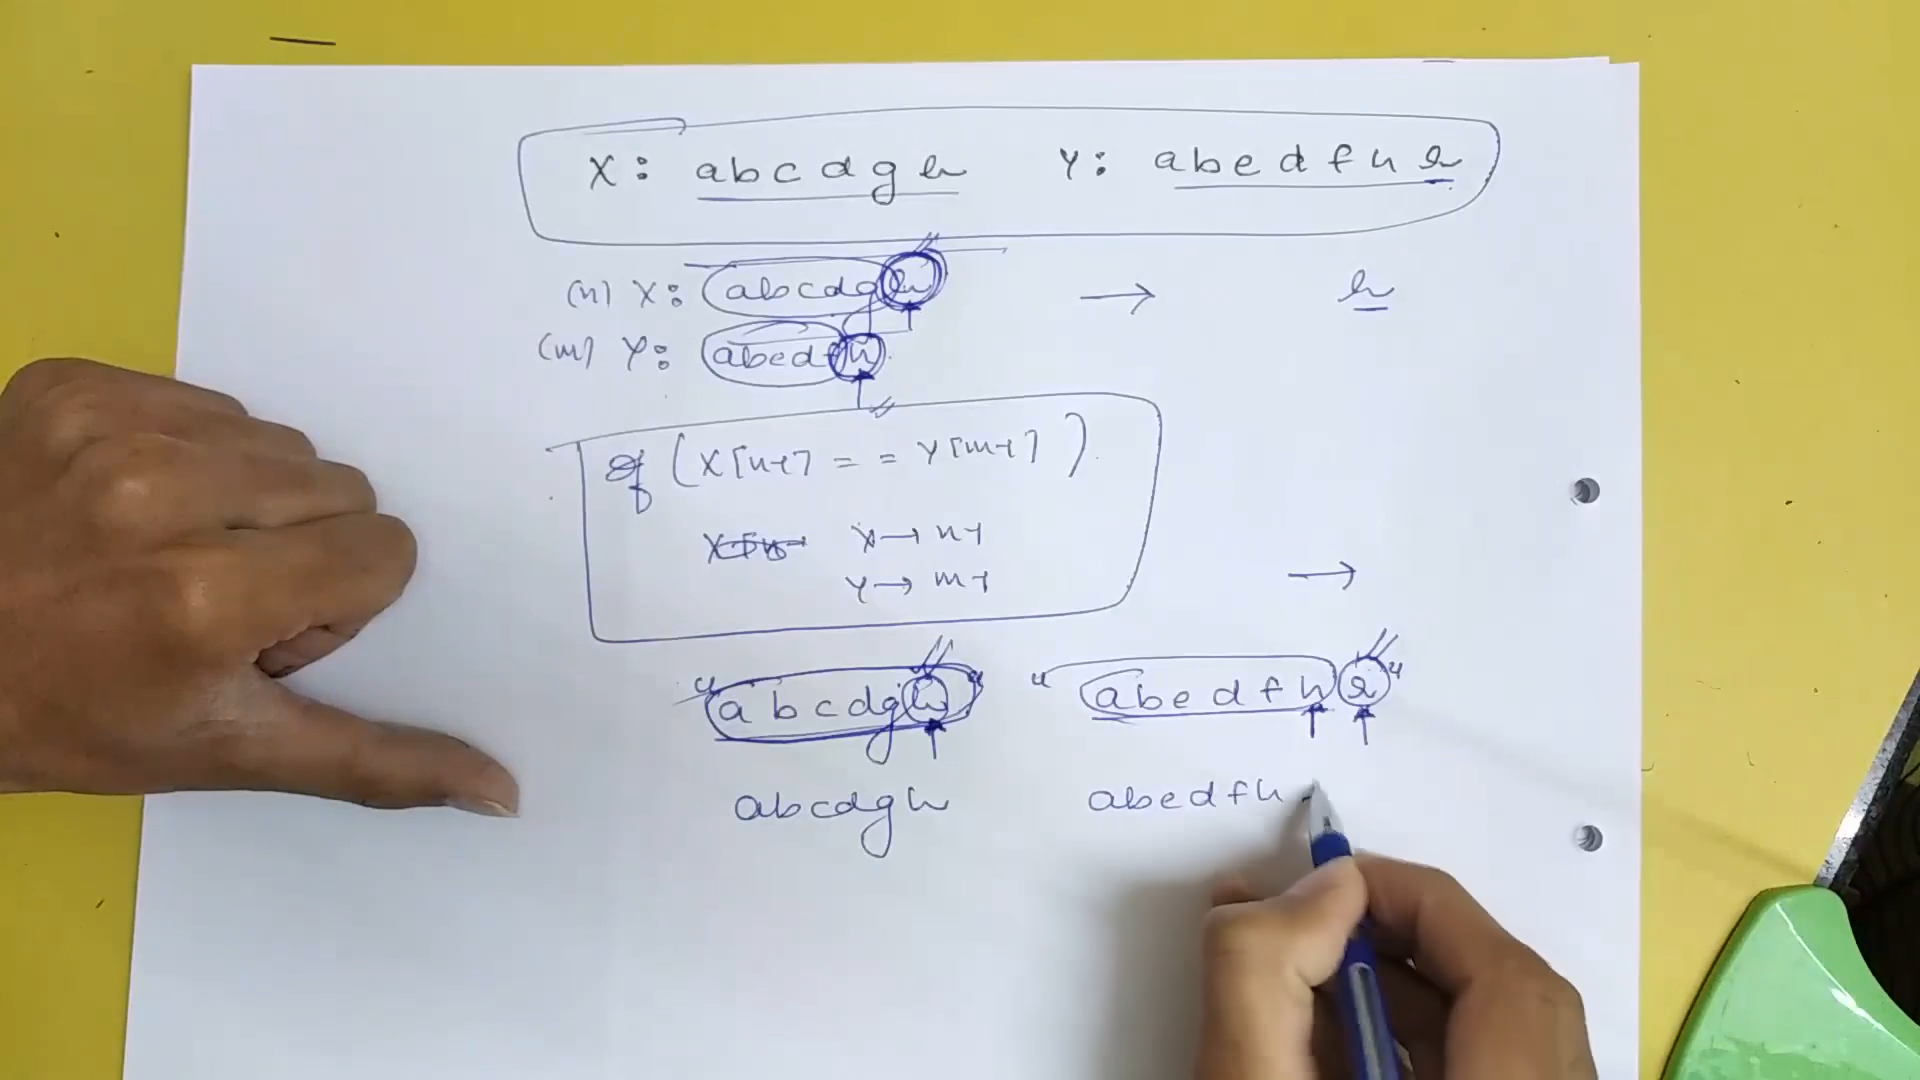 X: abcdgh Y: abedfhr
(n) X: abcdgh → h
(m) Y: abedfh
if (X[n-1] == Y[m-1])
X → n-1
Y → m-1
→
"abcdgh" "abedfhr"
abcdgh abedfh